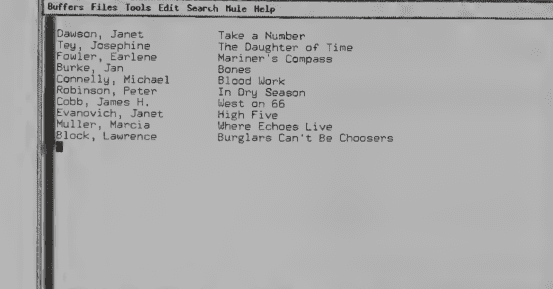 Buffers Files Tools Edit Search Mule Help
Dawson, Janet Take a Number
Tey, Josephine The Daughter of Time
Fowler, Earlene Mariner's Compass
Burke, Jan Bones
Connelly, Michael Blood Work
Robinson, Peter In Dry Season
Cobb, James H. West on 66
Evanovich, Janet High Five
Muller, Marcia Where Echoes Live
Block, Lawrence Burglars Can't Be Choosers